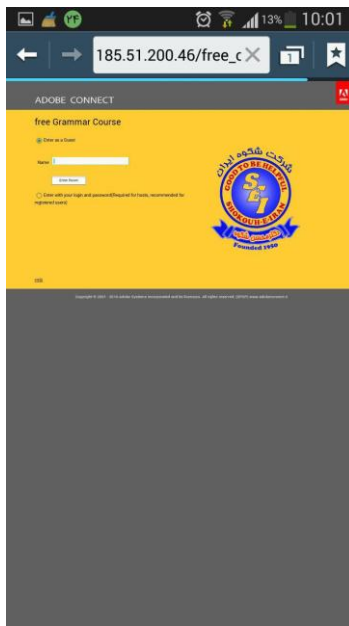 13% 10:01
185.51.200.46/free_c
1
ADOBE CONNECT
free Grammar Course
Enter as a Guest
Name
Enter Room
Enter with your login and password(Required for hosts, recommended for
registered users)
شرکت شکوه ایران
GOOD TO BE HELPFUL
SEI
SHOKOUH-E-IRAN
Founded 1950